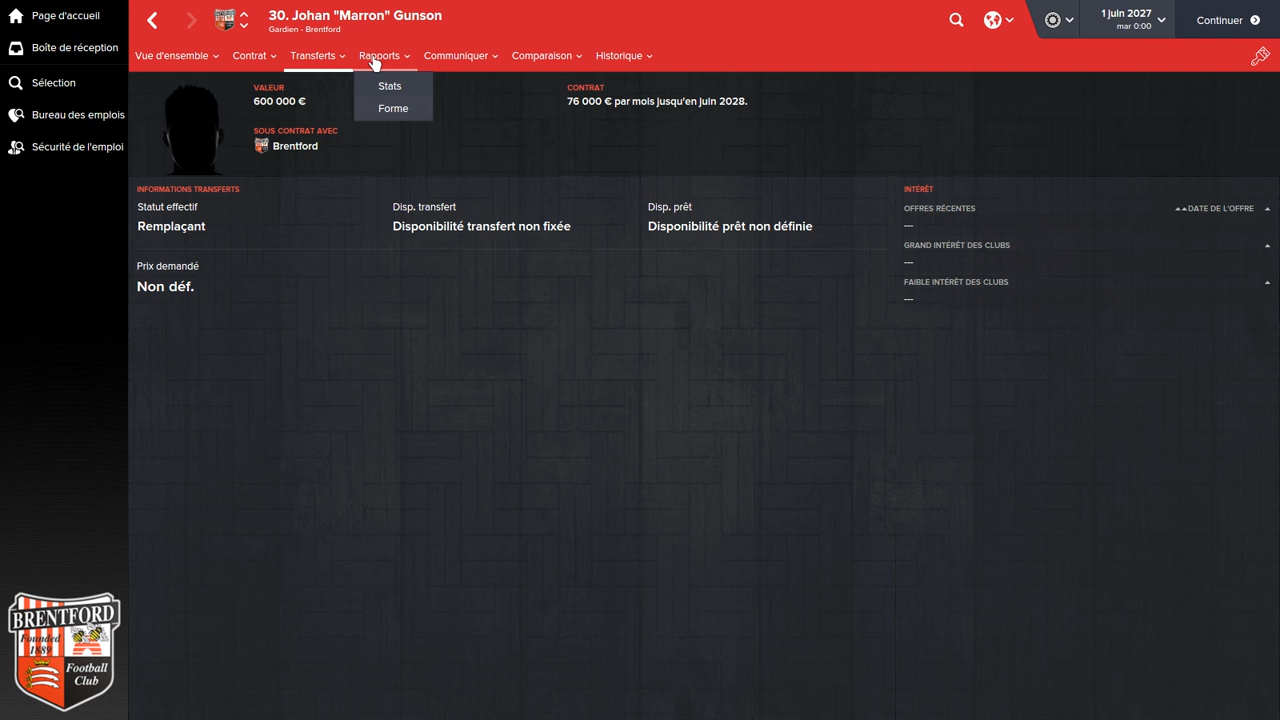 Page d'accueil
Boîte de réception
Sélection
Bureau des emplois
Sécurité de l'emploi
30. Johan "Marron" Gunson
Gardien - Brentford
1 juin 2027
mar 0:00
Continuer
Vue d'ensemble
Contrat
Transferts
Rapports
Communiquer
Comparaison
Historique
Stats
Forme
VALEUR
600 000 €
SOUS CONTRAT AVEC
Brentford
CONTRAT
76 000 € par mois jusqu'en juin 2028.
INFORMATIONS TRANSFERTS
Statut effectif
Remplaçant
Disp. transfert
Disponibilité transfert non fixée
Disp. prêt
Disponibilité prêt non définie
Prix demandé
Non déf.
INTÉRÊT
OFFRES RÉCENTES
DATE DE L'OFFRE
---
GRAND INTÉRÊT DES CLUBS
---
FAIBLE INTÉRÊT DES CLUBS
---
BRENTFORD
Founded
1889
Football
Club